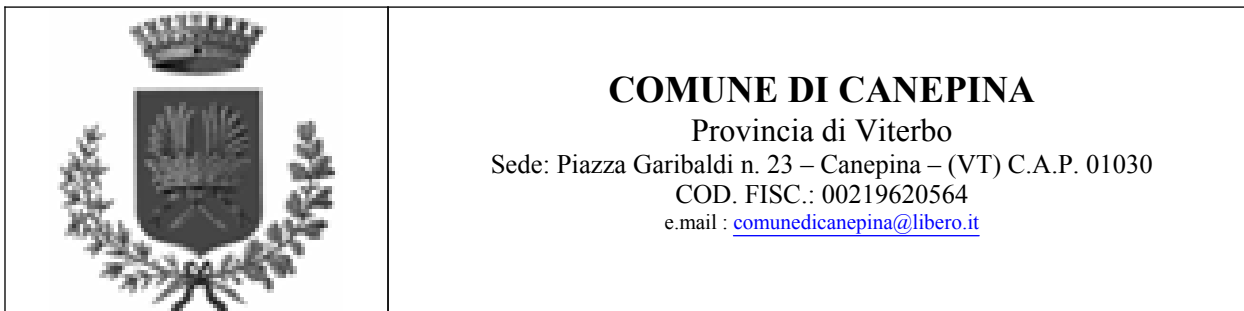 COMUNE DI CANEPINA
Provincia di Viterbo
Sede: Piazza Garibaldi n. 23 – Canepina – (VT) C.A.P. 01030
COD. FISC.: 00219620564
e.mail : comunedicanepina@libero.it